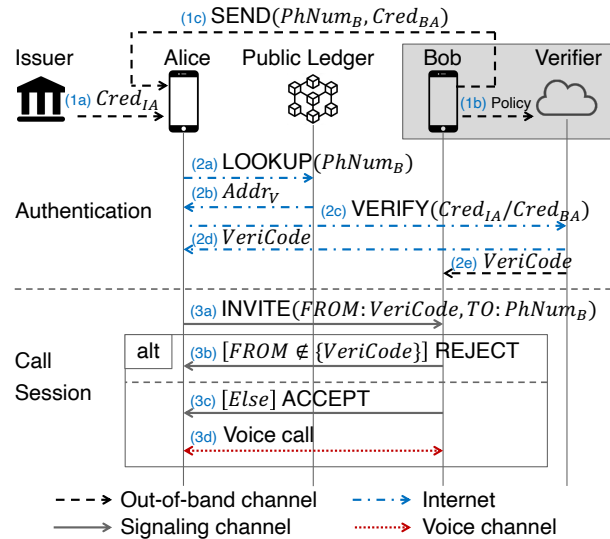 (1c) SEND(PhNum_B, Cred_BA)
Issuer Alice Public Ledger Bob Verifier
(1a) Cred_IA
(1b) Policy
(2a) LOOKUP(PhNum_B)
(2b) Addr_V
Authentication
(2c) VERIFY(Cred_IA/Cred_BA)
(2d) VeriCode
(2e) VeriCode
(3a) INVITE(FROM:VeriCode,TO:PhNum_B)
alt
(3b) [FROM ∉ {VeriCode}] REJECT
Call
Session
(3c) [Else] ACCEPT
(3d) Voice call
Out-of-band channel Internet
Signaling channel Voice channel